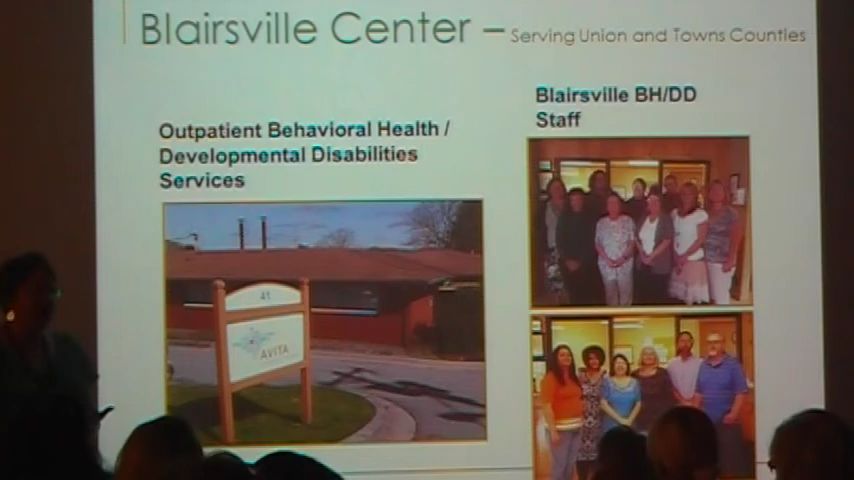 Blairsville Center – Serving Union and Towns Counties
Outpatient Behavioral Health /
Developmental Disabilities
Services
Blairsville BH/DD
Staff
41
AVITA